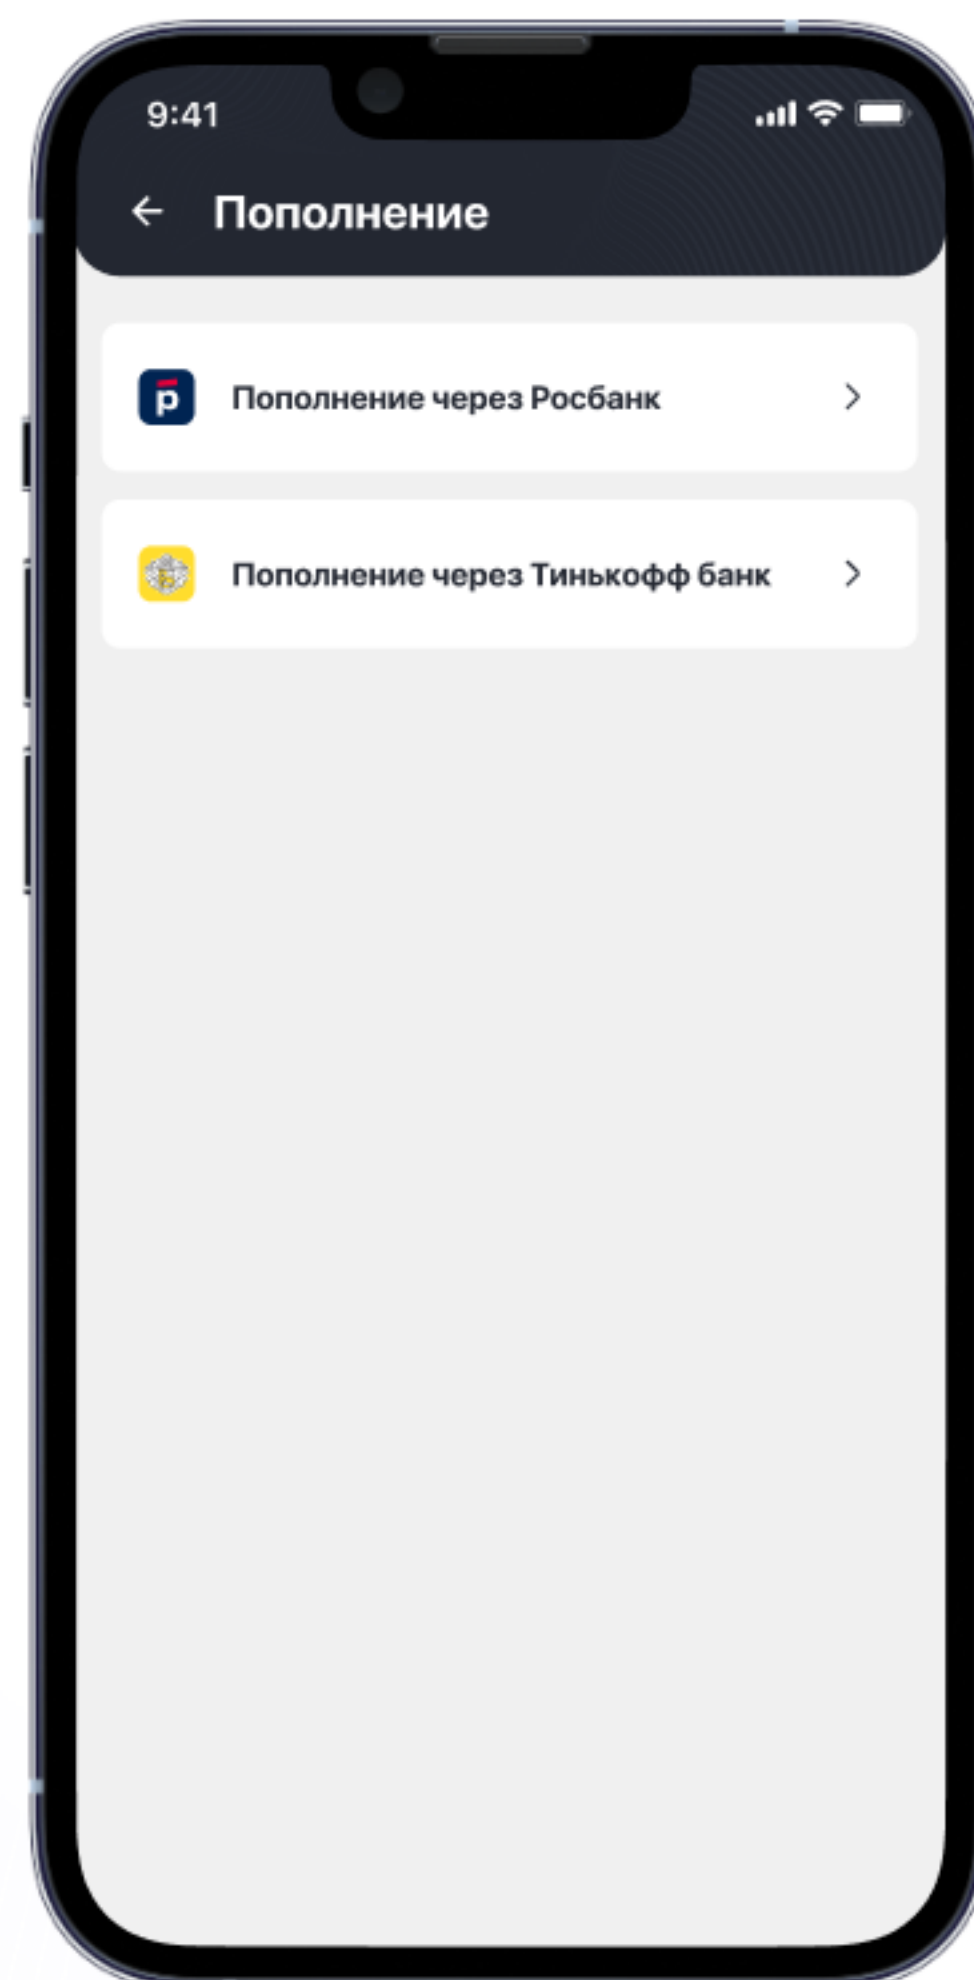 9:41
Пополнение
Пополнение через Росбанк
Пополнение через Тинькофф банк